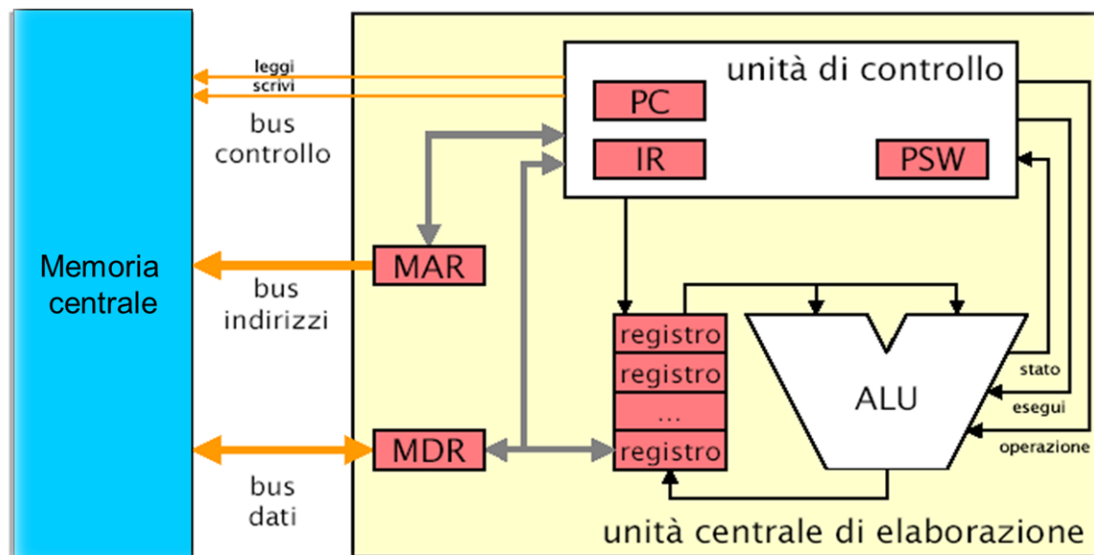 Memoria
centrale
leggi
scrivi
bus
controllo
bus
indirizzi
bus
dati
unità di controllo
PC
IR
PSW
MAR
MDR
registro
registro
...
registro
ALU
stato
esegui
operazione
unità centrale di elaborazione